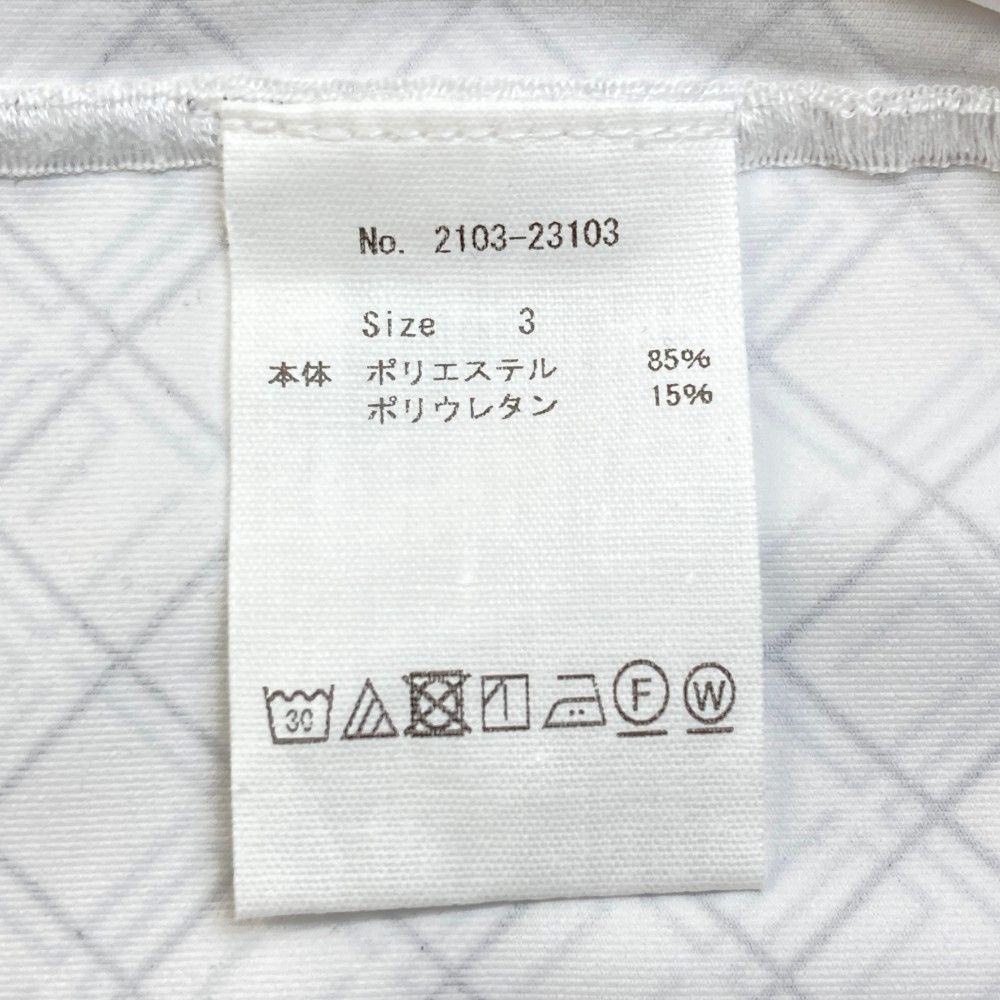 No. 2103-23103
Size 3
本体 ポリエステル 85%
ポリウレタン 15%
30 F W